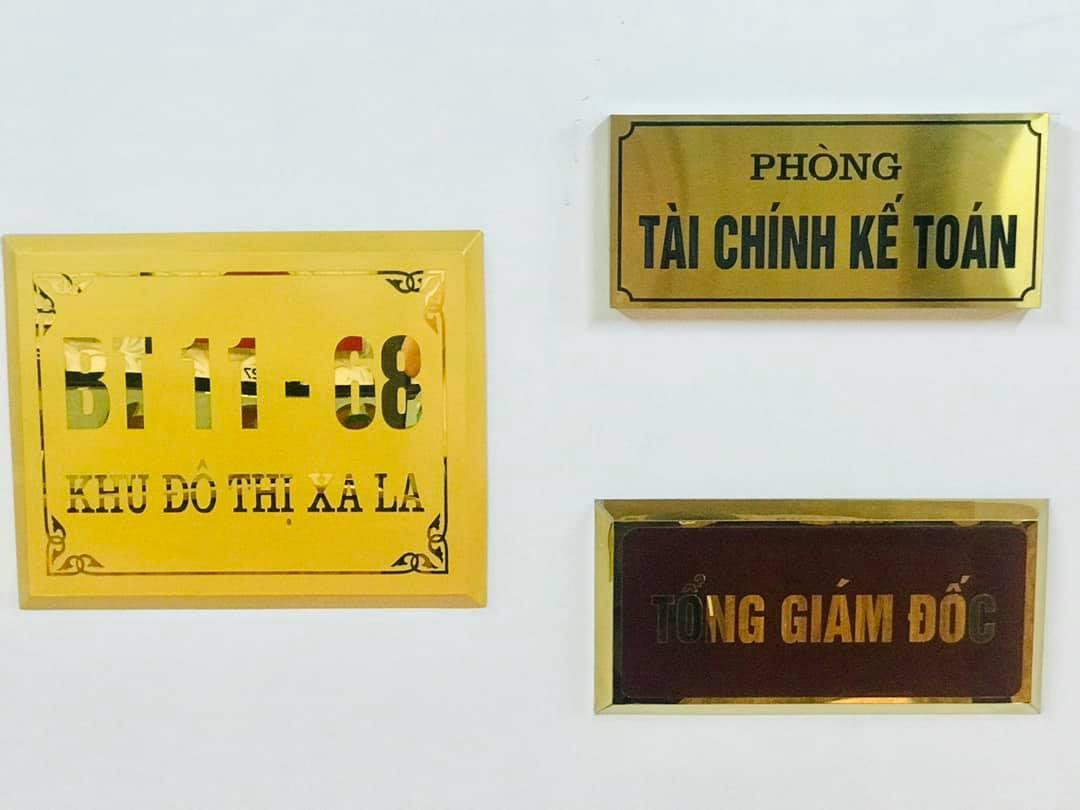 BT 11 - 68
KHU ĐÔ THỊ XA LA
PHÒNG
TÀI CHÍNH KẾ TOÁN
TỔNG GIÁM ĐỐC